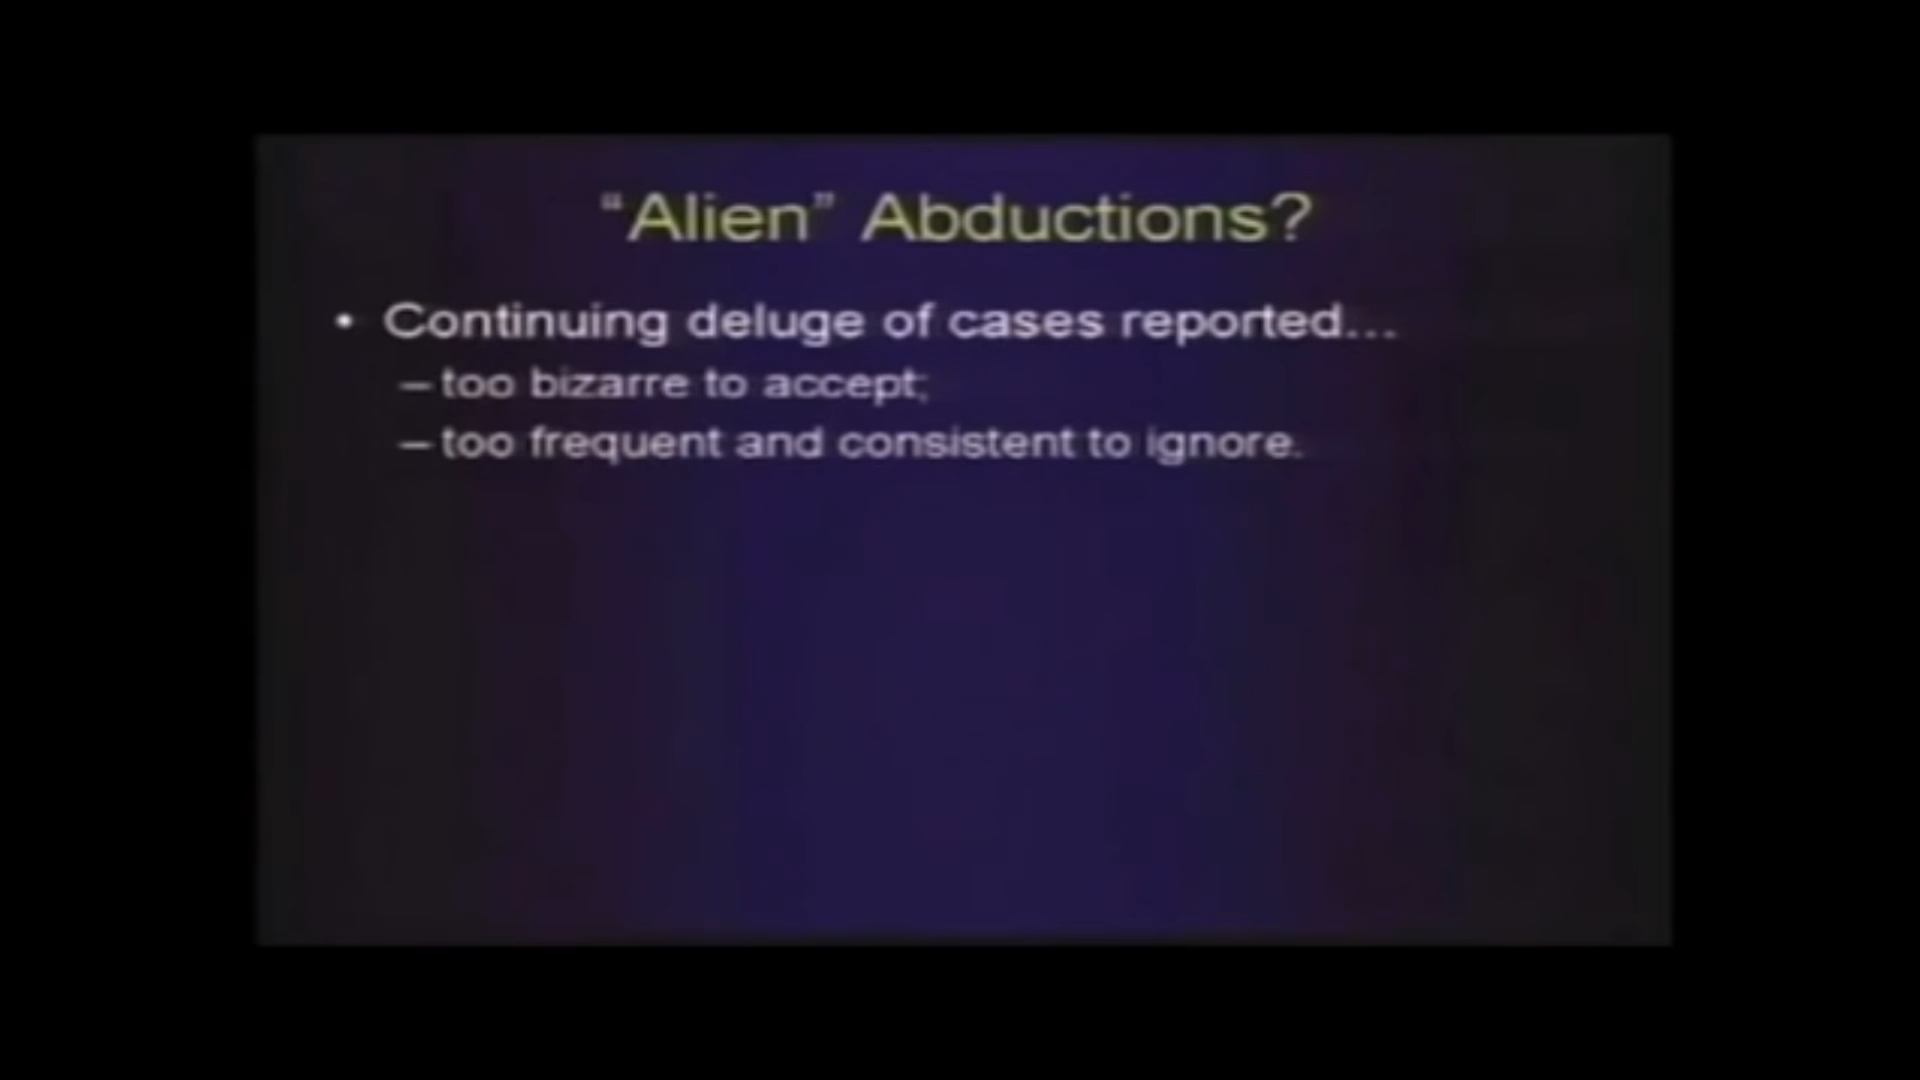 “Alien” Abductions?
• Continuing deluge of cases reported...
– too bizarre to accept;
– too frequent and consistent to ignore.